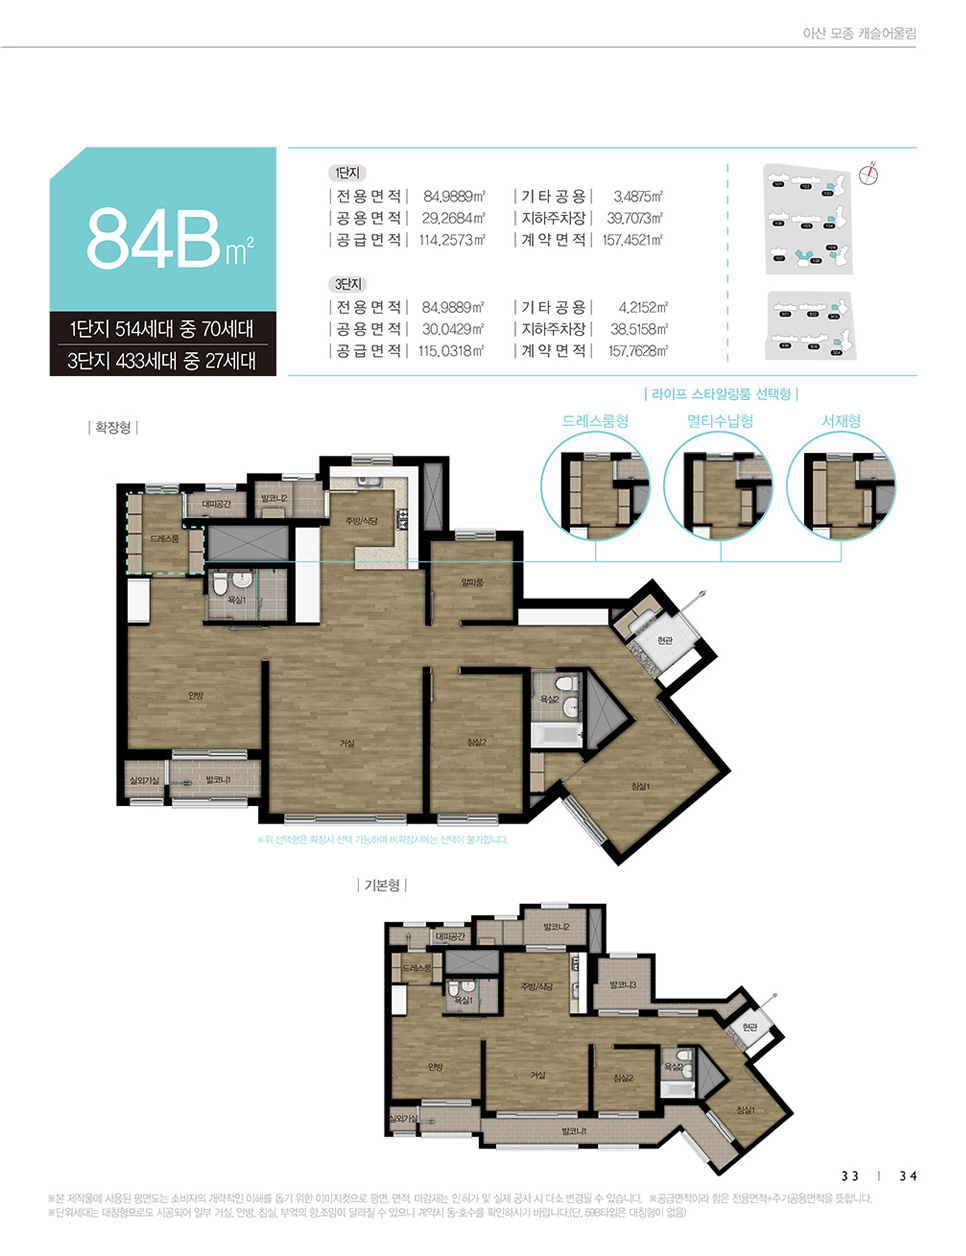 아산 모종 캐슬어울림
84B㎡
1단지 514세대 중 70세대
3단지 433세대 중 27세대
1단지
| 전용면적 | 84.9889㎡ | 기타공용 | 3.4875㎡
| 공용면적 | 29.2684㎡ | 지하주차장 | 39.7073㎡
| 공급면적 | 114.2573㎡ | 계약면적 | 157.4521㎡
3단지
| 전용면적 | 84.9889㎡ | 기타공용 | 4.2152㎡
| 공용면적 | 30.0429㎡ | 지하주차장 | 38.5158㎡
| 공급면적 | 115.0318㎡ | 계약면적 | 157.7628㎡
N
| 라이프 스타일링룸 선택형 |
드레스룸형 멀티수납형 서재형
| 확장형 |
대피공간
발코니2
주방/식당
드레스룸
욕실1
알파룸
현관
안방
욕실2
거실
침실2
침실1
실외기실
발코니1
※위 선택형은 확장시 선택 가능하며 비확장시에는 선택이 불가합니다.
| 기본형 |
대피공간
발코니2
드레스룸
욕실1
주방/식당
발코니3
현관
안방
거실
침실2
욕실2
침실1
실외기실
발코니1
33 | 34
※본 제작물에 사용된 평면도는 소비자의 개략적인 이해를 돕기 위한 이미지컷으로 평면, 면적, 마감재는 인·허가 및 실제 공사 시 다소 변경될 수 있습니다. ※공급면적이라 함은 전용면적+주거공용면적을 뜻합니다.
※단위세대는 대칭형으로도 시공되어 일부 거실, 안방, 침실, 부엌의 향.조망이 달라질 수 있으니 계약시 동·호수를 확인하시기 바랍니다.(단, 59B타입은 대칭형이 없음)